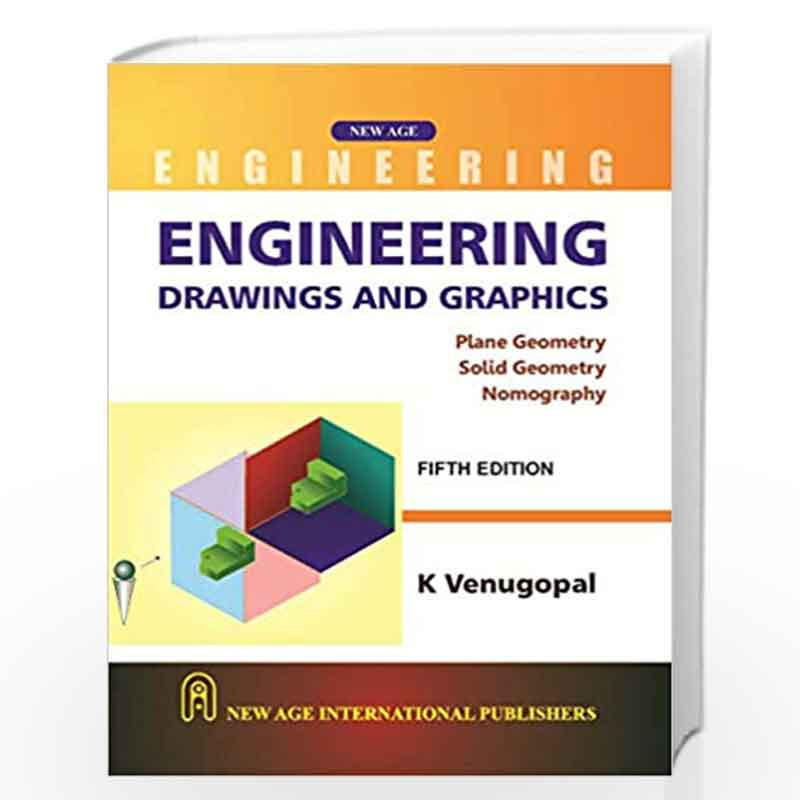 NEW AGE
ENGINEERING
ENGINEERING
DRAWINGS AND GRAPHICS
Plane Geometry
Solid Geometry
Nomography
FIFTH EDITION
K Venugopal
NEW AGE INTERNATIONAL PUBLISHERS